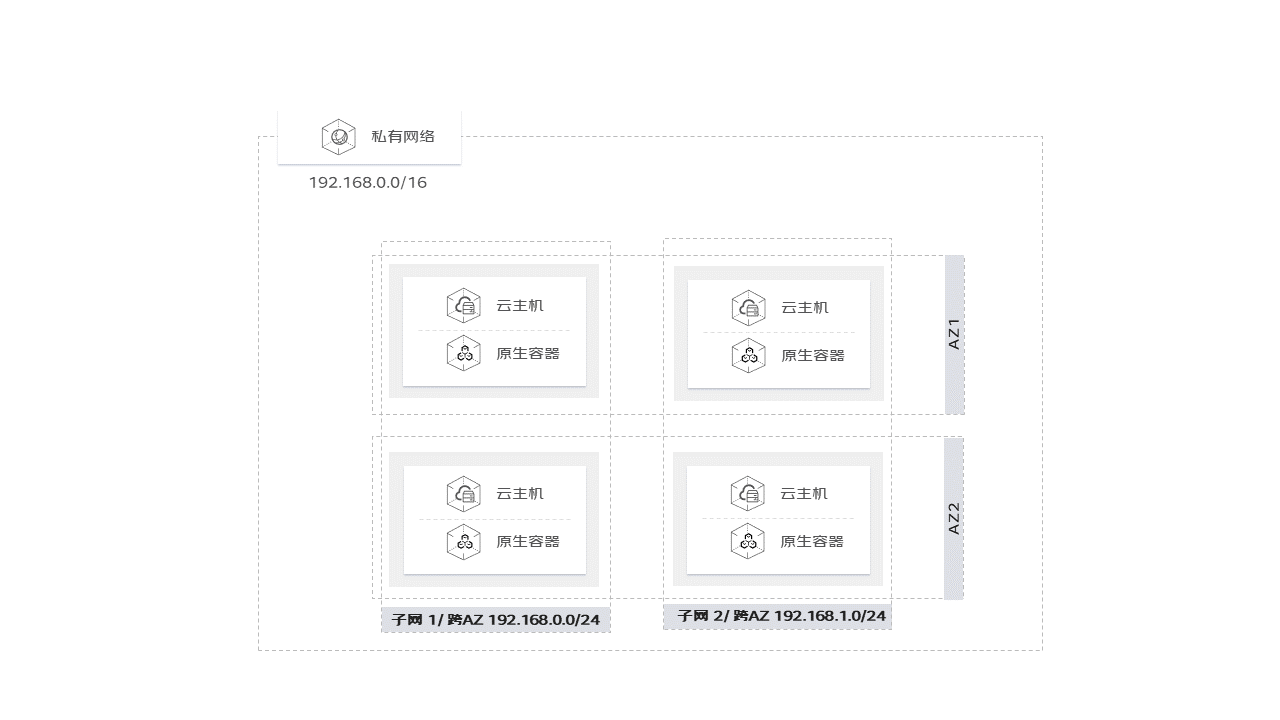 私有网络
192.168.0.0/16
云主机
原生容器
云主机
原生容器
AZ1
云主机
原生容器
云主机
原生容器
AZ2
子网 1/ 跨AZ 192.168.0.0/24
子网 2/ 跨AZ 192.168.1.0/24